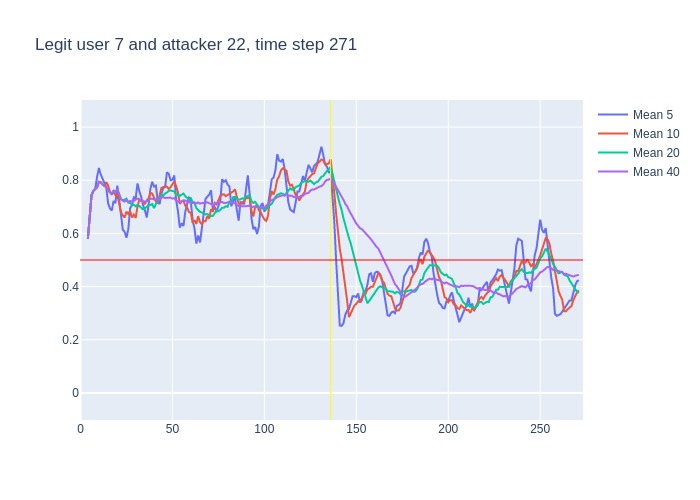 Legit user 7 and attacker 22, time step 271
Mean 5
Mean 10
Mean 20
Mean 40
1
0.8
0.6
0.4
0.2
0
0 50 100 150 200 250